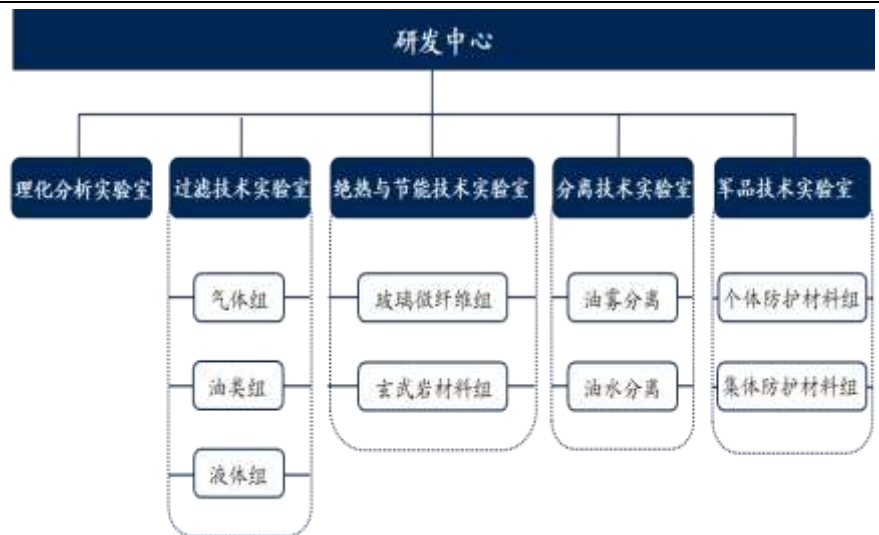 研发中心
理化分析实验室
过滤技术实验室
绝热与节能技术实验室
分离技术实验室
军品技术实验室
气体组
玻璃微纤维组
油雾分离
个体防护材料组
油类组
玄武岩材料组
油水分离
集体防护材料组
液体组